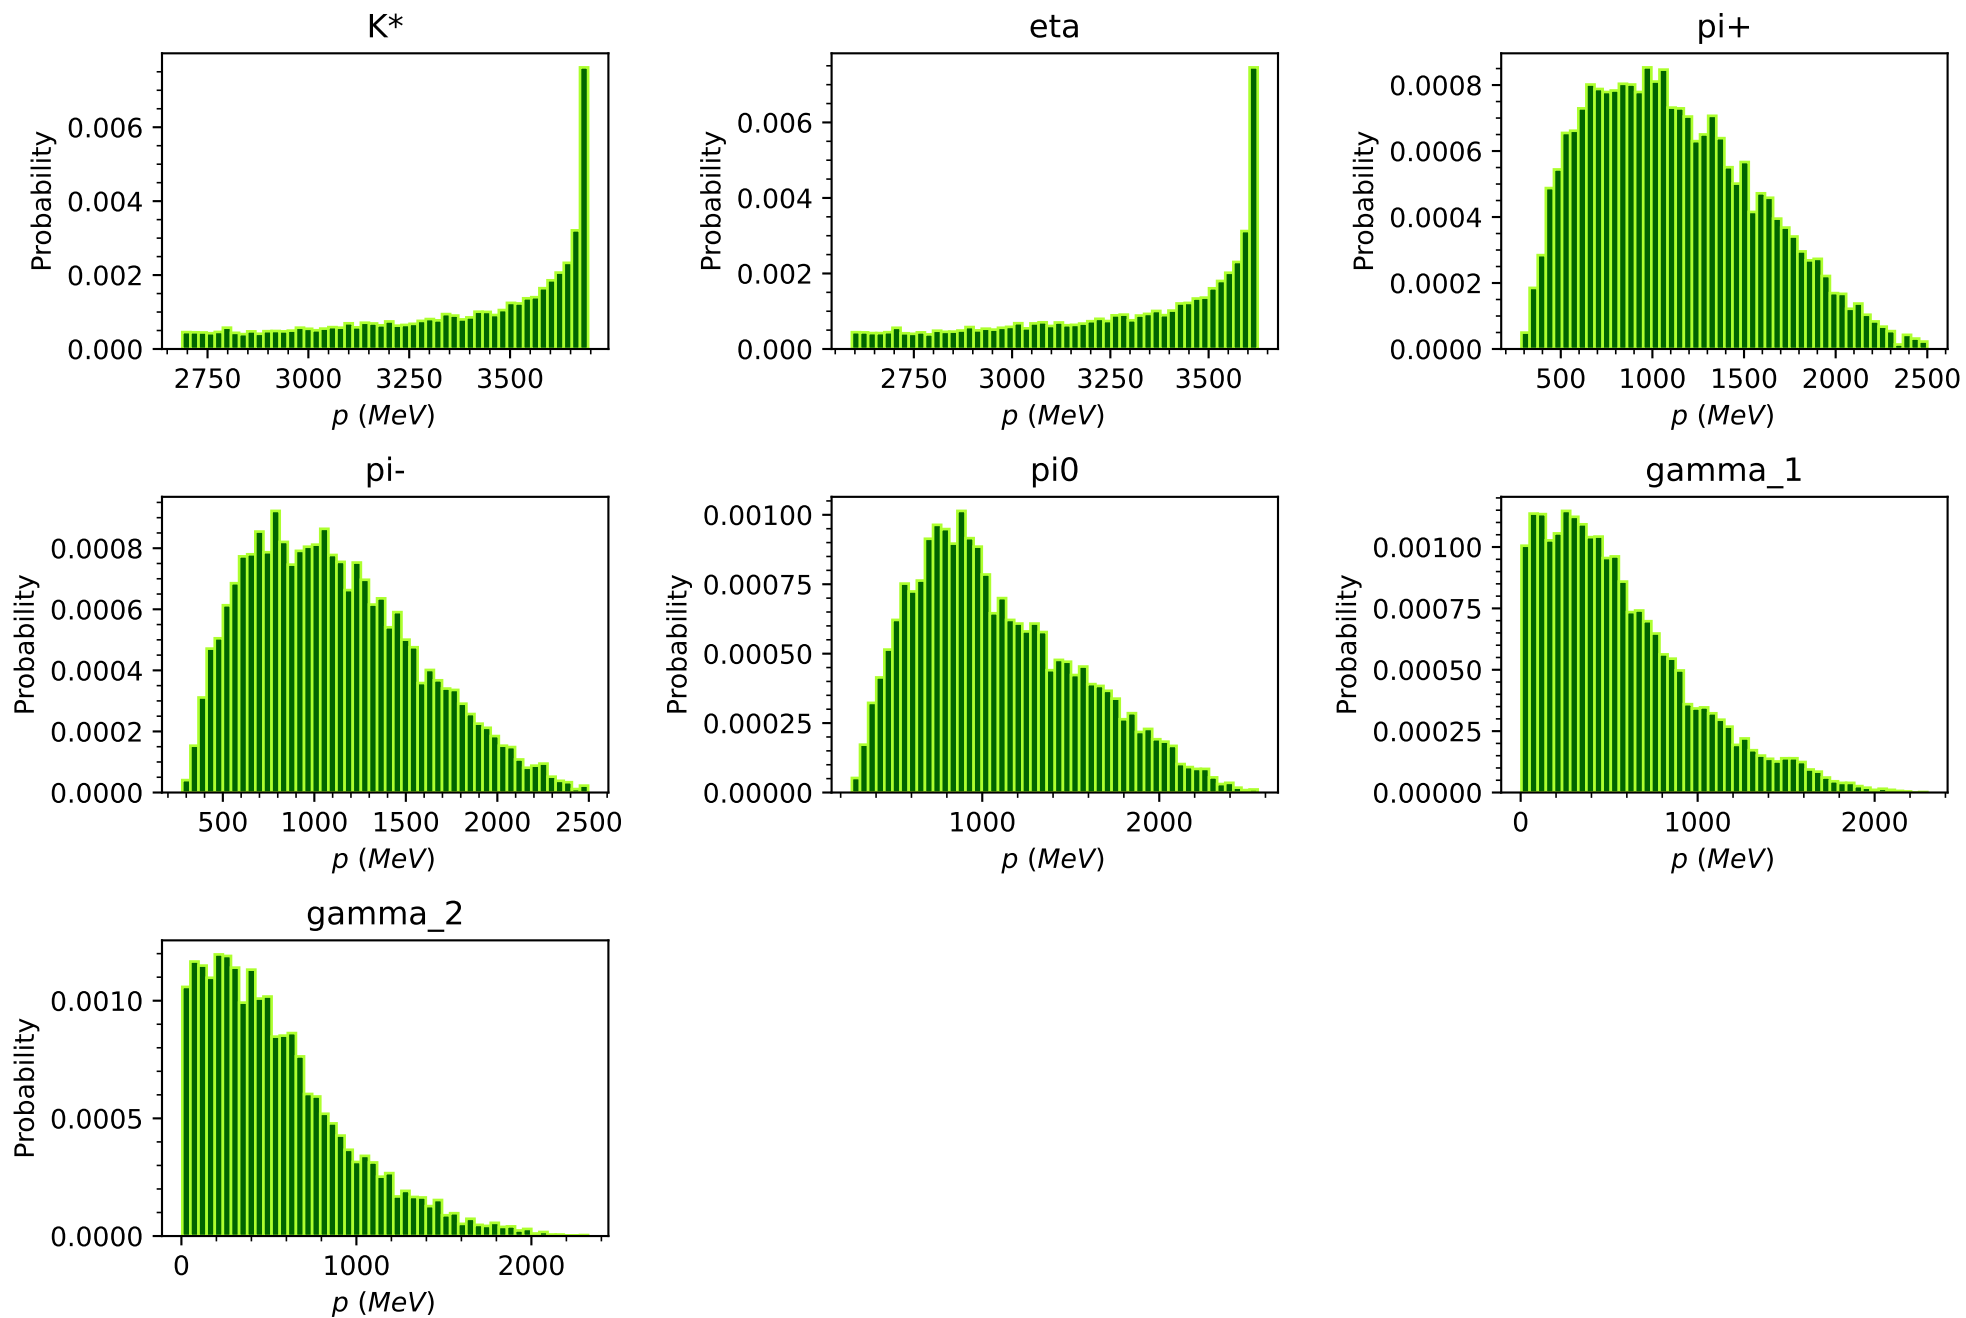 K*
Probability
0.006
0.004
0.002
0.000
2750 3000 3250 3500
p (MeV)
eta
Probability
0.006
0.004
0.002
0.000
2750 3000 3250 3500
p (MeV)
pi+
Probability
0.0008
0.0006
0.0004
0.0002
0.0000
500 1000 1500 2000 2500
p (MeV)
pi-
Probability
0.0008
0.0006
0.0004
0.0002
0.0000
500 1000 1500 2000 2500
p (MeV)
pi0
Probability
0.00100
0.00075
0.00050
0.00025
0.00000
1000 2000
p (MeV)
gamma_1
Probability
0.00100
0.00075
0.00050
0.00025
0.00000
0 1000 2000
p (MeV)
gamma_2
Probability
0.0010
0.0005
0.0000
0 1000 2000
p (MeV)